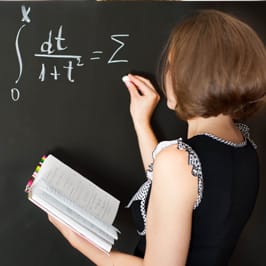 ∫₀ˣ dt/(1+t²) = Σ